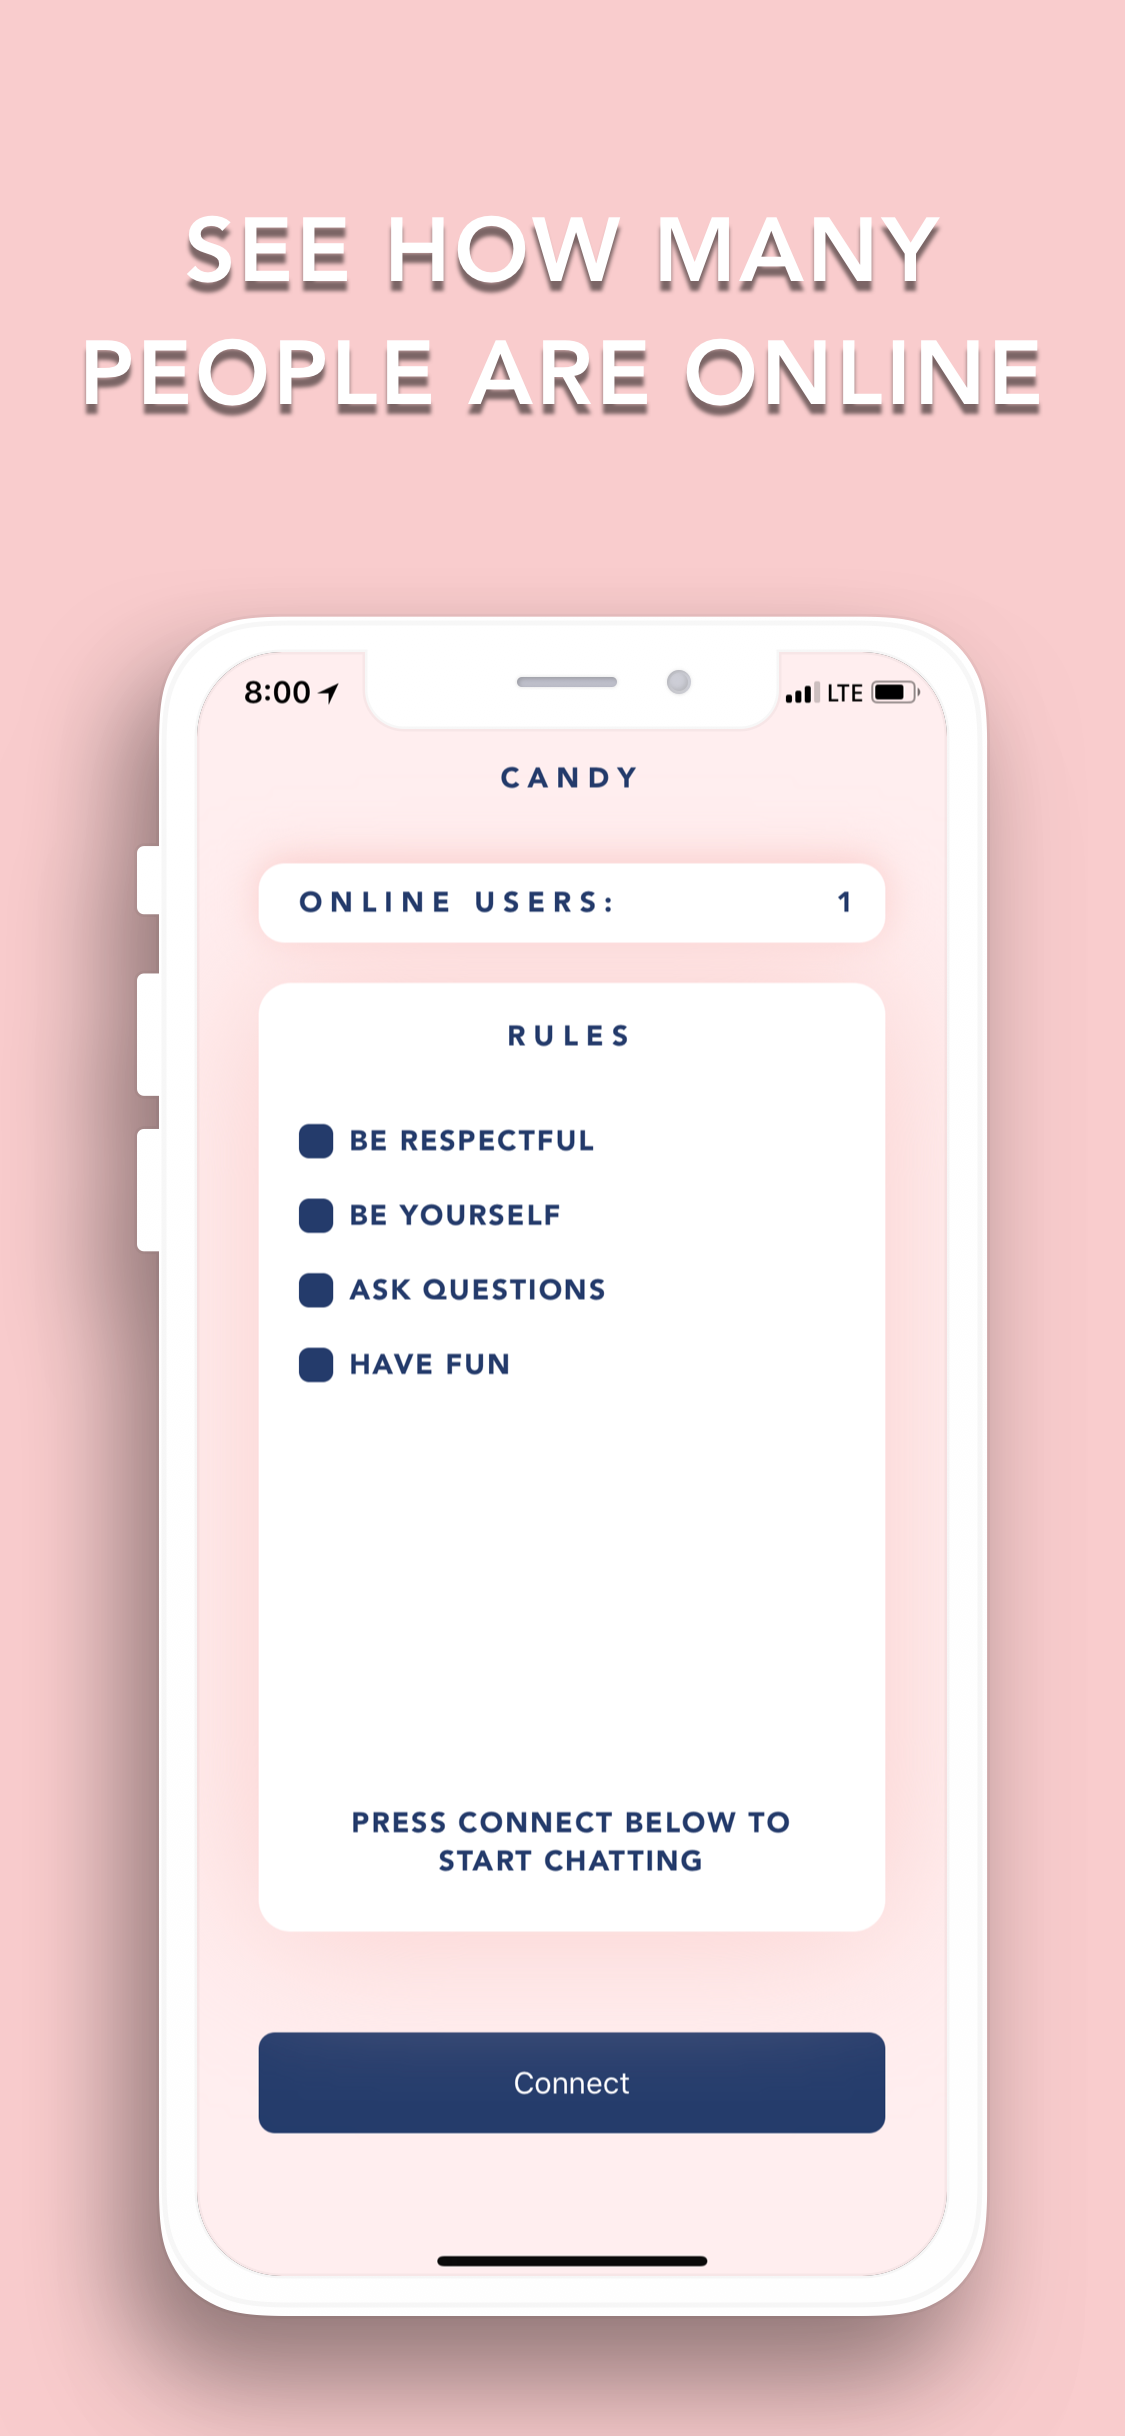 SEE HOW MANY
PEOPLE ARE ONLINE
8:00 LTE
CANDY
ONLINE USERS: 1
RULES
BE RESPECTFUL
BE YOURSELF
ASK QUESTIONS
HAVE FUN
PRESS CONNECT BELOW TO
START CHATTING
Connect